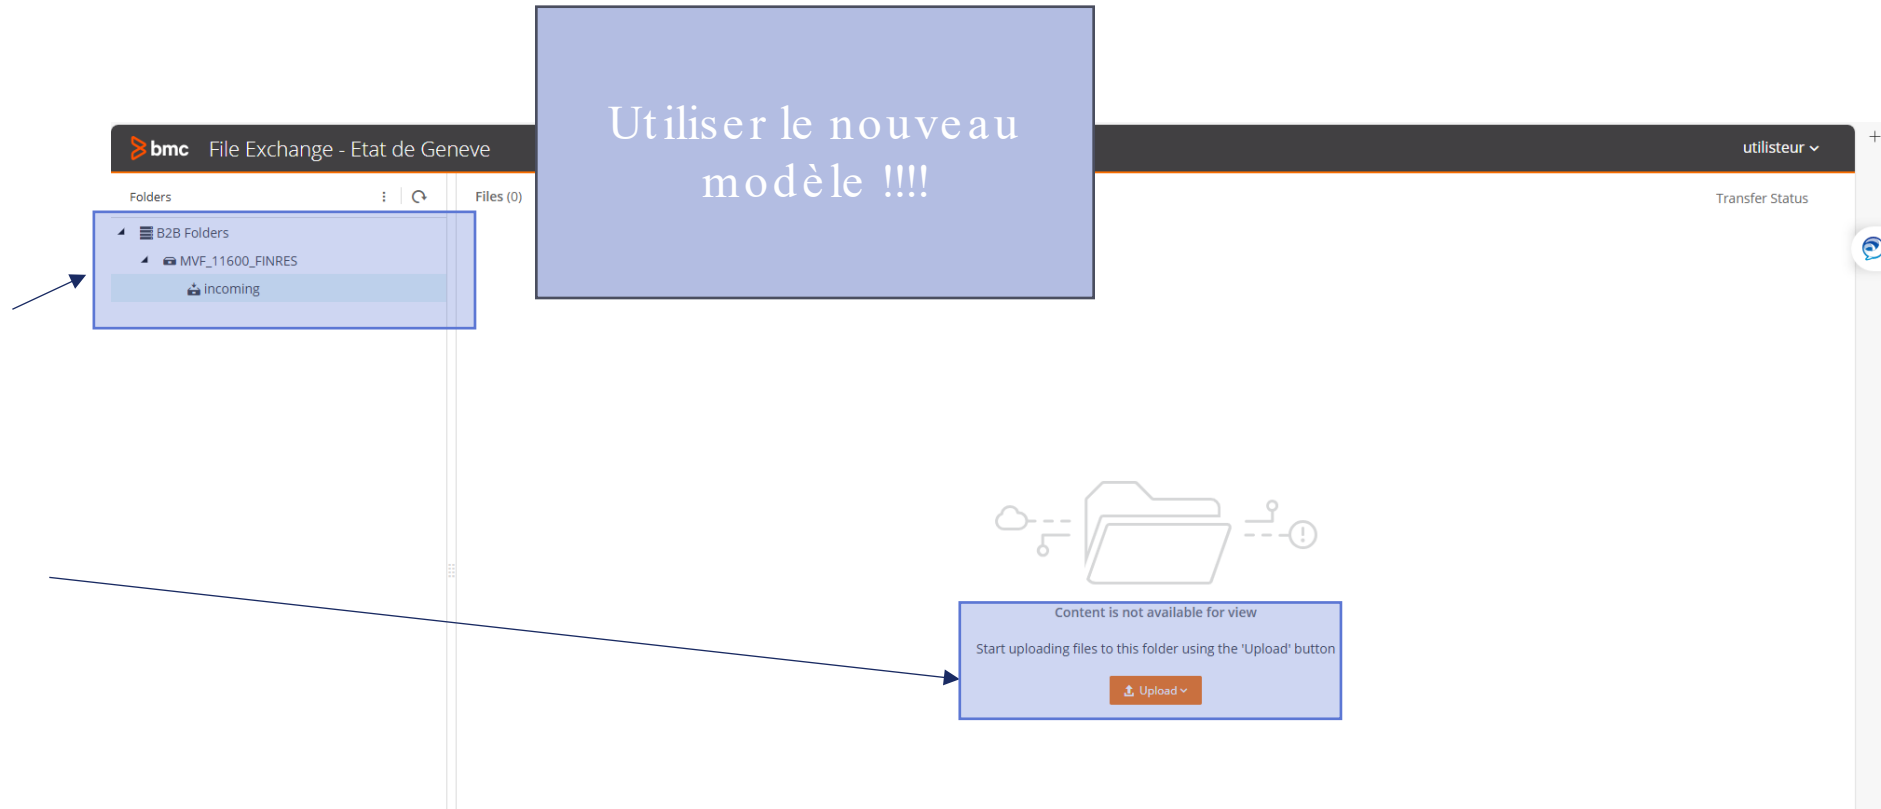 Utiliser le nouveau
modèle !!!!
bmc File Exchange - Etat de Geneve
utilisteur
Folders
Files (0)
Transfer Status
B2B Folders
MVF_11600_FINRES
incoming
Content is not available for view
Start uploading files to this folder using the 'Upload' button
Upload